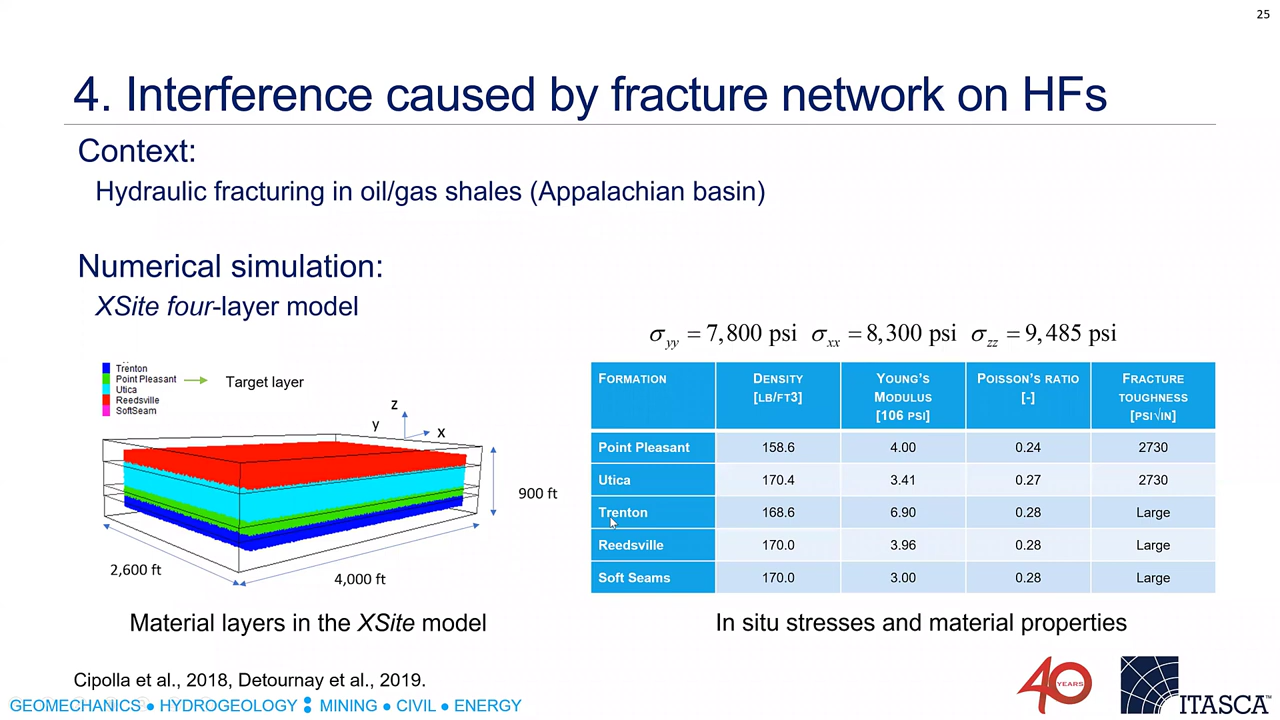 25
4. Interference caused by fracture network on HFs
Context:
Hydraulic fracturing in oil/gas shales (Appalachian basin)
Numerical simulation:
XSite four-layer model
σyy = 7,800 psi σxx = 8,300 psi σzz = 9,485 psi
Trenton
Point Pleasant
Utica
Reedsville
SoftSeam
Target layer
z
y
x
900 ft
2,600 ft
4,000 ft
Material layers in the XSite model
FORMATION DENSITY [LB/FT3] YOUNG'S MODULUS [106 PSI] POISSON'S RATIO [-] FRACTURE TOUGHNESS [PSI√IN]
Point Pleasant 158.6 4.00 0.24 2730
Utica 170.4 3.41 0.27 2730
Trenton 168.6 6.90 0.28 Large
Reedsville 170.0 3.96 0.28 Large
Soft Seams 170.0 3.00 0.28 Large
In situ stresses and material properties
Cipolla et al., 2018, Detournay et al., 2019.
GEOMECHANICS ● HYDROGEOLOGY ● MINING ● CIVIL ● ENERGY
40 YEARS
ITASCA™